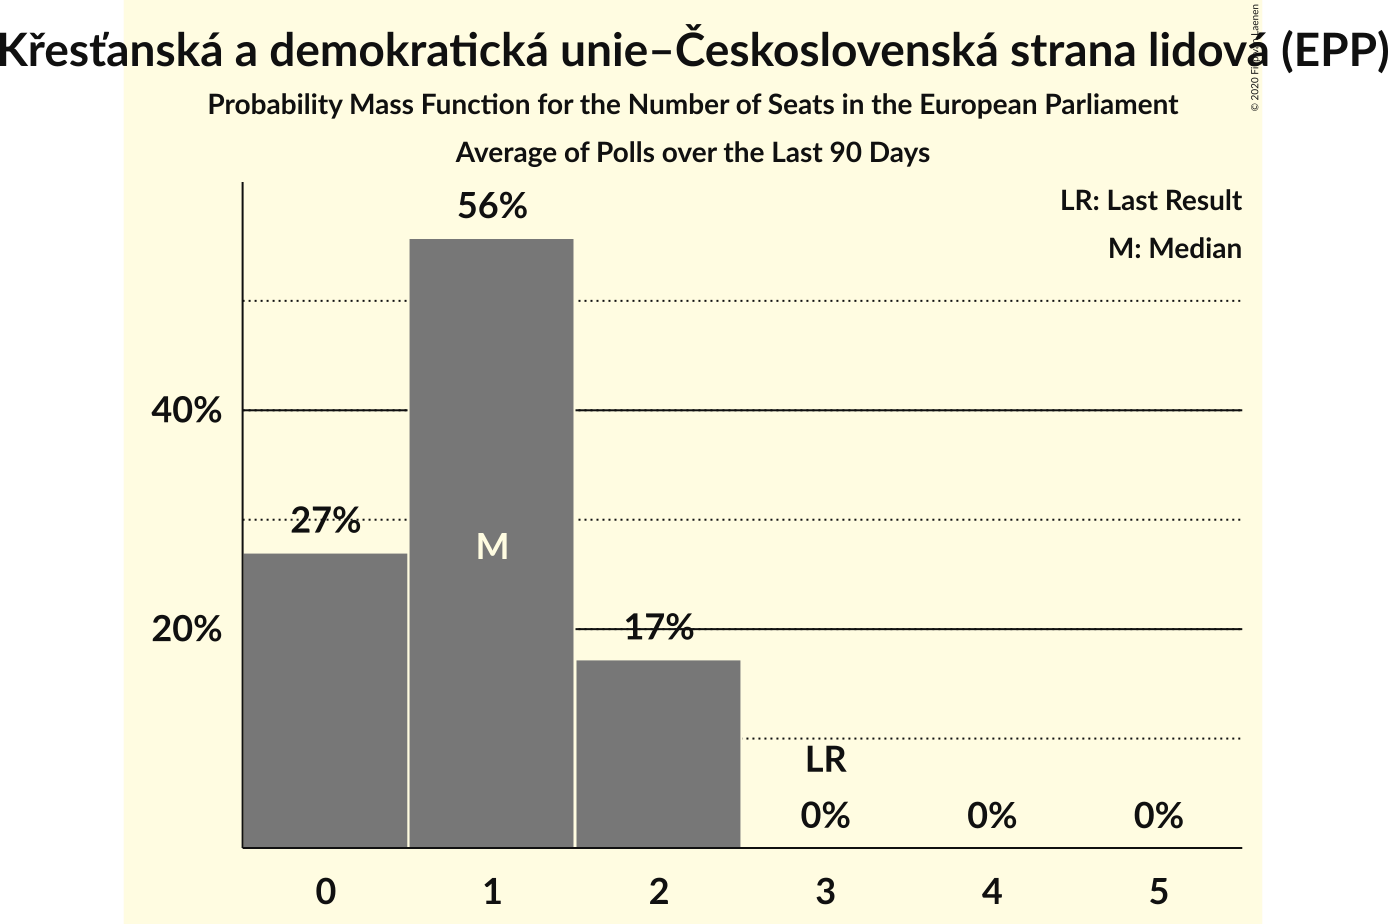 Křesťanská a demokratická unie–Československá strana lidová (EPP)
Probability Mass Function for the Number of Seats in the European Parliament
Average of Polls over the Last 90 Days
© 2020 Laenen
LR: Last Result
M: Median
56%
40%
27%
M
20%
17%
LR
0% 0% 0%
0 1 2 3 4 5